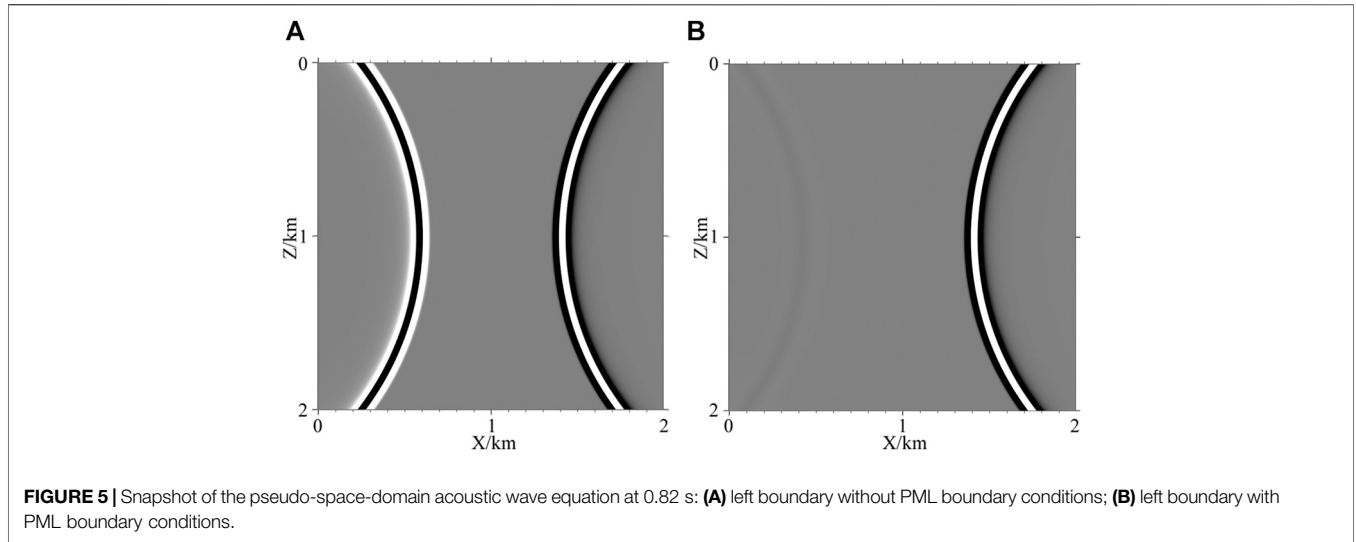 A
B
0
1
2
Z/km
0
1
2
X/km
0
1
2
Z/km
0
1
2
X/km
FIGURE 5 | Snapshot of the pseudo-space-domain acoustic wave equation at 0.82 s: (A) left boundary without PML boundary conditions; (B) left boundary with
PML boundary conditions.